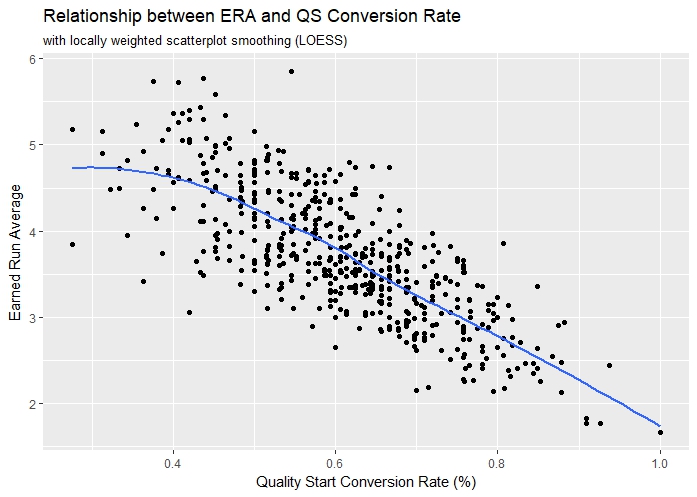 Relationship between ERA and QS Conversion Rate
with locally weighted scatterplot smoothing (LOESS)
6
5
4
3
2
Earned Run Average
0.4
0.6
0.8
1.0
Quality Start Conversion Rate (%)